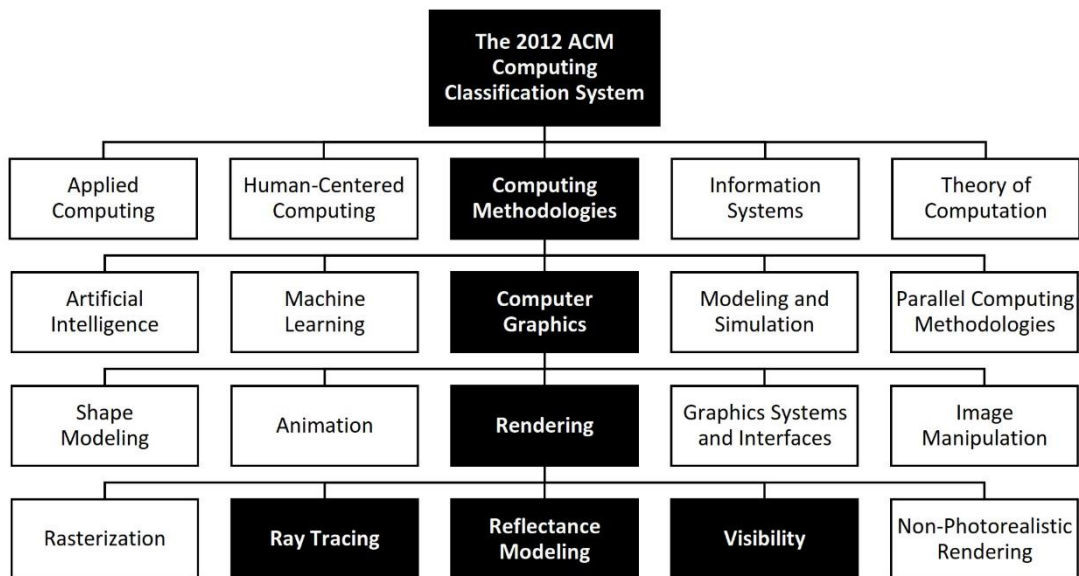 The 2012 ACM
Computing
Classification System
Applied
Computing
Human-Centered
Computing
Computing
Methodologies
Information
Systems
Theory of
Computation
Artificial
Intelligence
Machine
Learning
Computer
Graphics
Modeling and
Simulation
Parallel Computing
Methodologies
Shape
Modeling
Animation
Rendering
Graphics Systems
and Interfaces
Image
Manipulation
Rasterization
Ray Tracing
Reflectance
Modeling
Visibility
Non-Photorealistic
Rendering